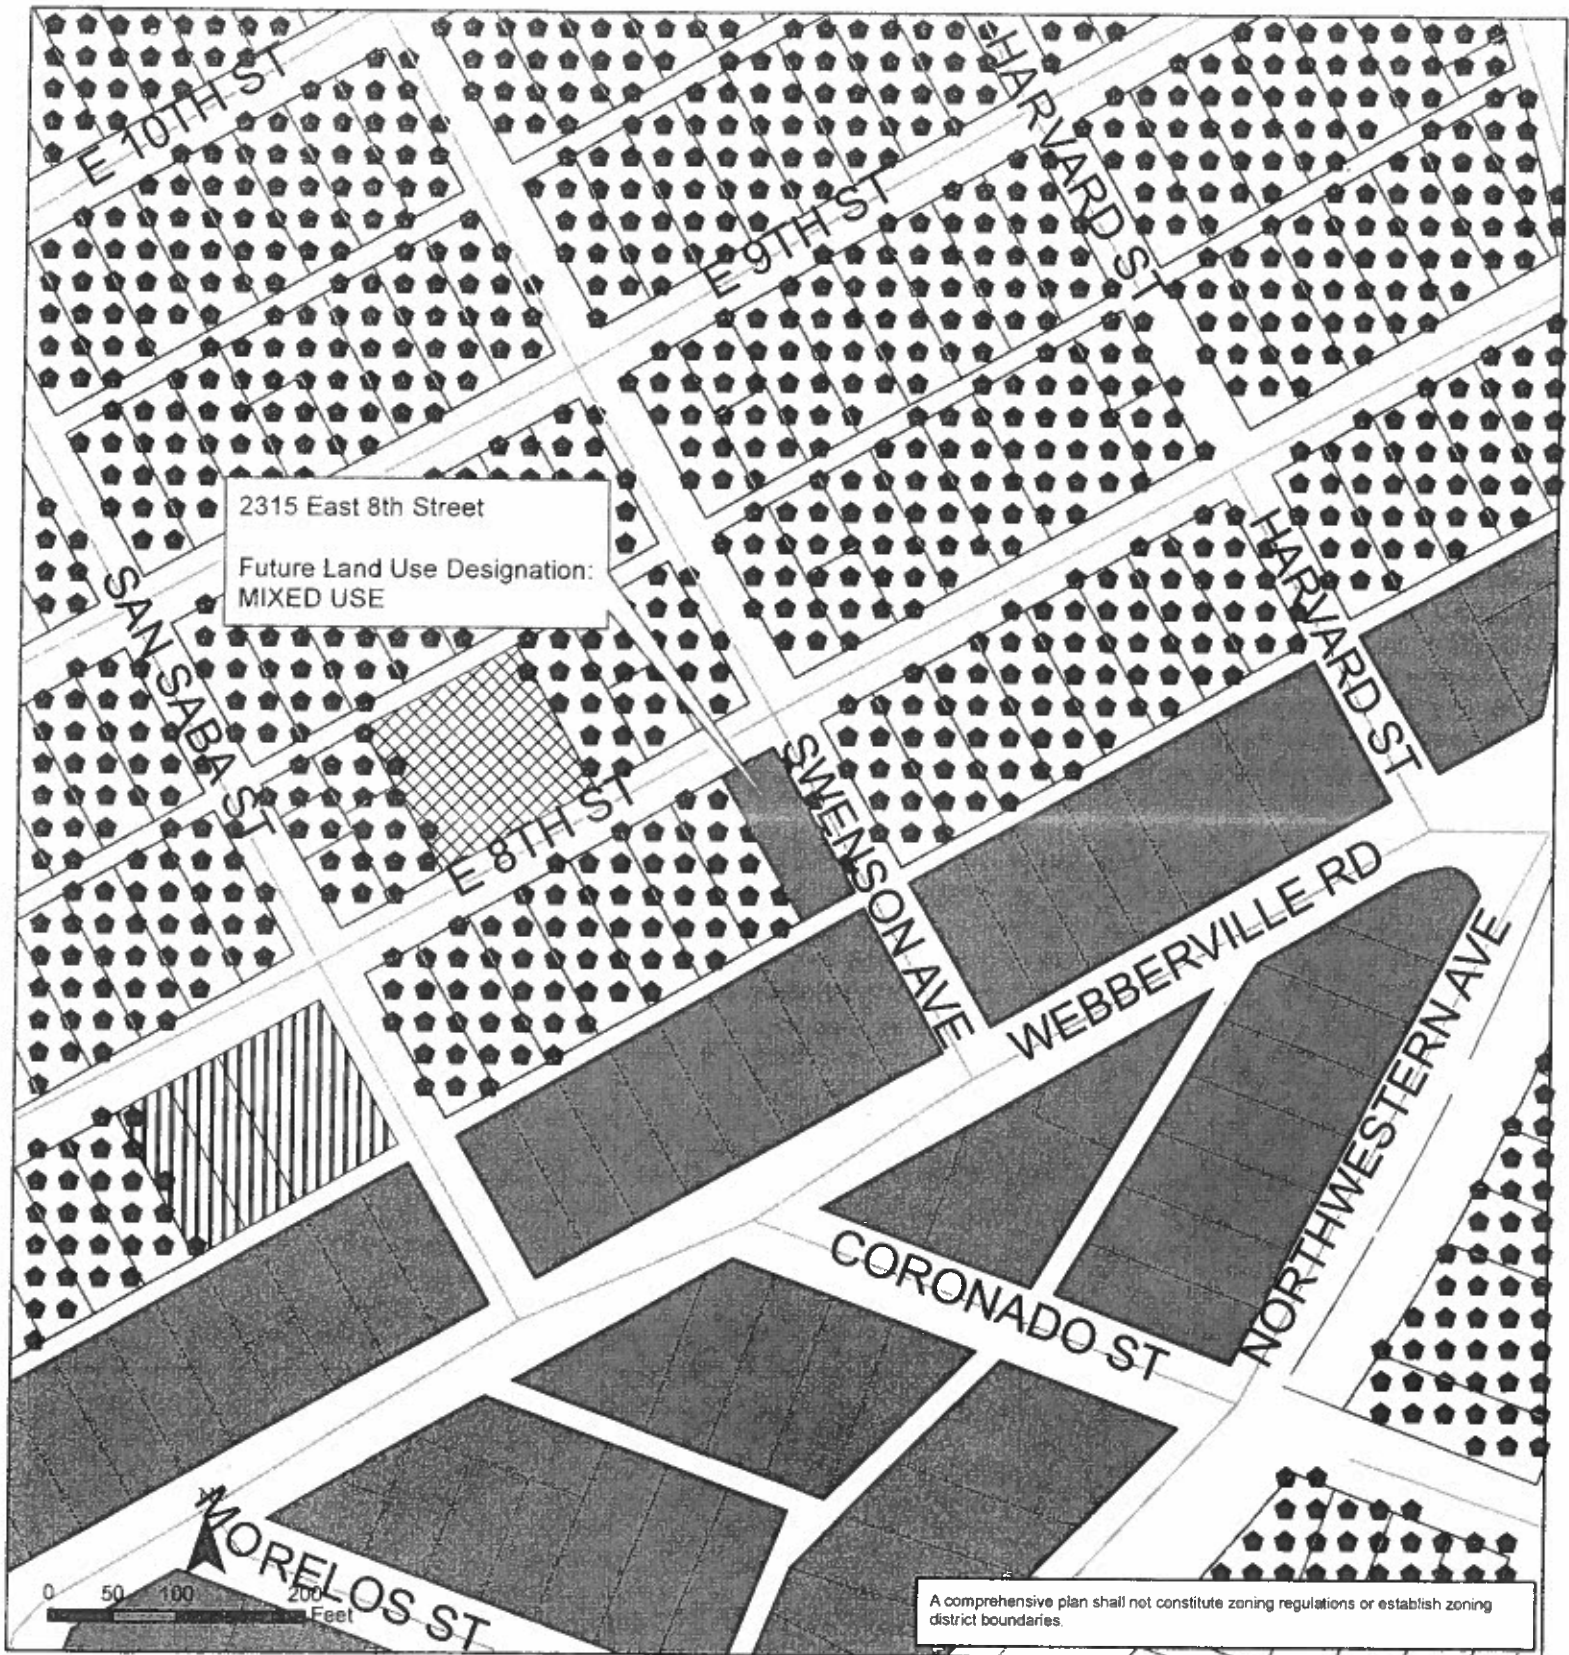 E 10TH ST
HARVARD ST
E 9TH ST
2315 East 8th Street
Future Land Use Designation:
MIXED USE
HARVARD ST
SAN SABA ST
E 8TH ST
SWENSON AVE
WEBBERVILLE RD
NORTHWESTERN AVE
CORONADO ST
N
MORELOS ST
0 50 100 200
Feet
A comprehensive plan shall not constitute zoning regulations or establish zoning
district boundaries.